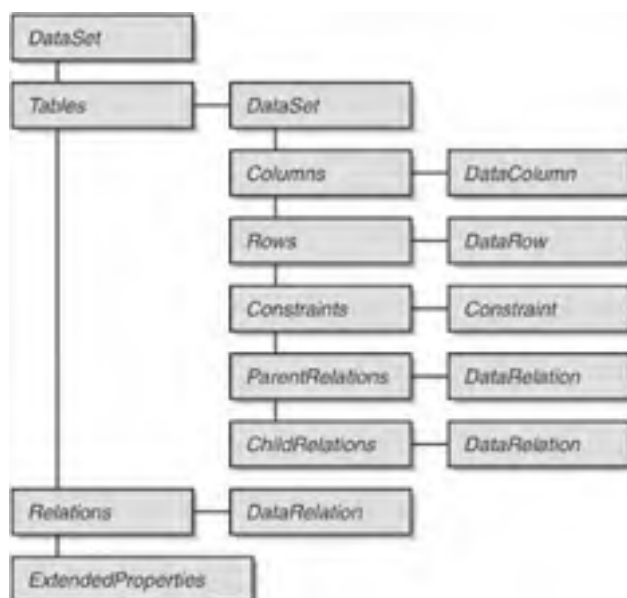 DataSet
Tables
DataSet
Columns
DataColumn
Rows
DataRow
Constraints
Constraint
ParentRelations
DataRelation
ChildRelations
DataRelation
Relations
DataRelation
ExtendedProperties